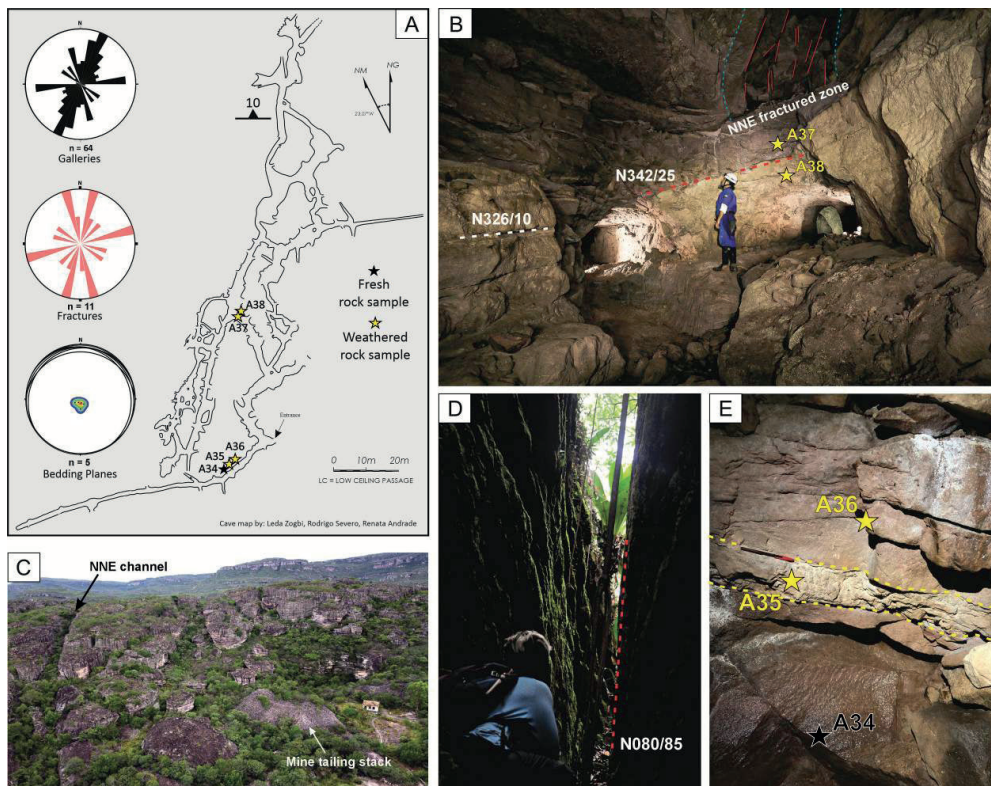 A
N
n = 64
Galleries
N
n = 11
Fractures
N
n = 5
Bedding Planes
10
NM
NG
23.07°W
Fresh
rock sample
Weathered
rock sample
A38
A37
A36
A35
A34
Entrance
0 10m 20m
LC = LOW CEILING PASSAGE
Cave map by: Leda Zogbi, Rodrigo Severo, Renata Andrade
B
NNE fractured zone
A37
A38
N342/25
N326/10
C
NNE channel
Mine tailing stack
D
N080/85
E
A36
A35
A34